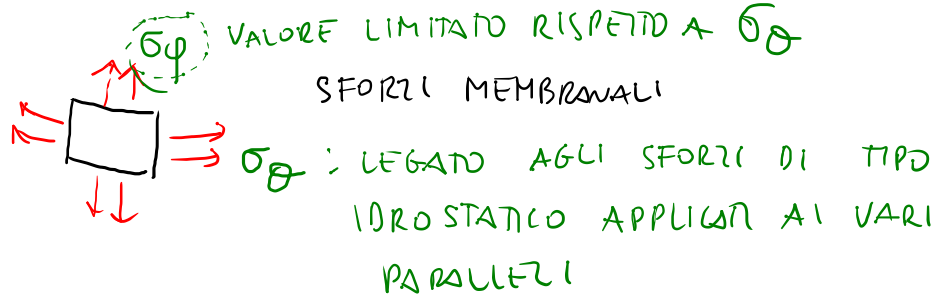 σφ VALORE LIMITATO RISPETTO A σθ
SFORZI MEMBRANALI
σθ : LEGATO AGLI SFORZI DI TIPO
IDROSTATICO APPLICATI AI VARI
PARALLELI